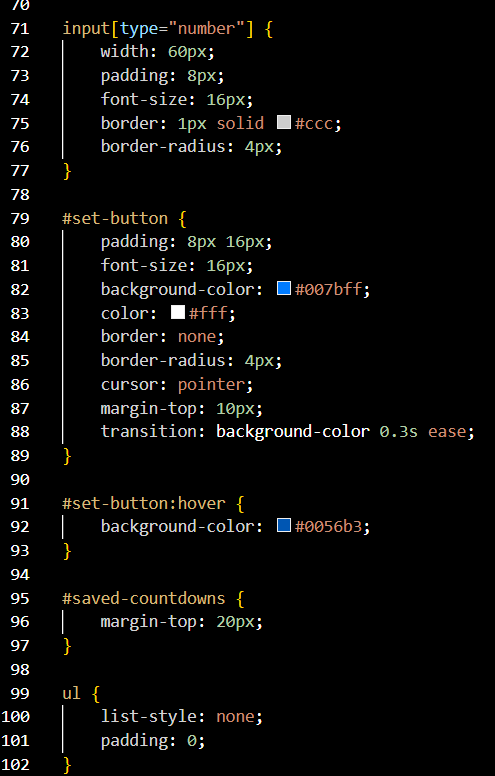 70
71 input[type="number"] {
72 width: 60px;
73 padding: 8px;
74 font-size: 16px;
75 border: 1px solid #ccc;
76 border-radius: 4px;
77 }
78
79 #set-button {
80 padding: 8px 16px;
81 font-size: 16px;
82 background-color: #007bff;
83 color: #fff;
84 border: none;
85 border-radius: 4px;
86 cursor: pointer;
87 margin-top: 10px;
88 transition: background-color 0.3s ease;
89 }
90
91 #set-button:hover {
92 background-color: #0056b3;
93 }
94
95 #saved-countdowns {
96 margin-top: 20px;
97 }
98
99 ul {
100 list-style: none;
101 padding: 0;
102 }